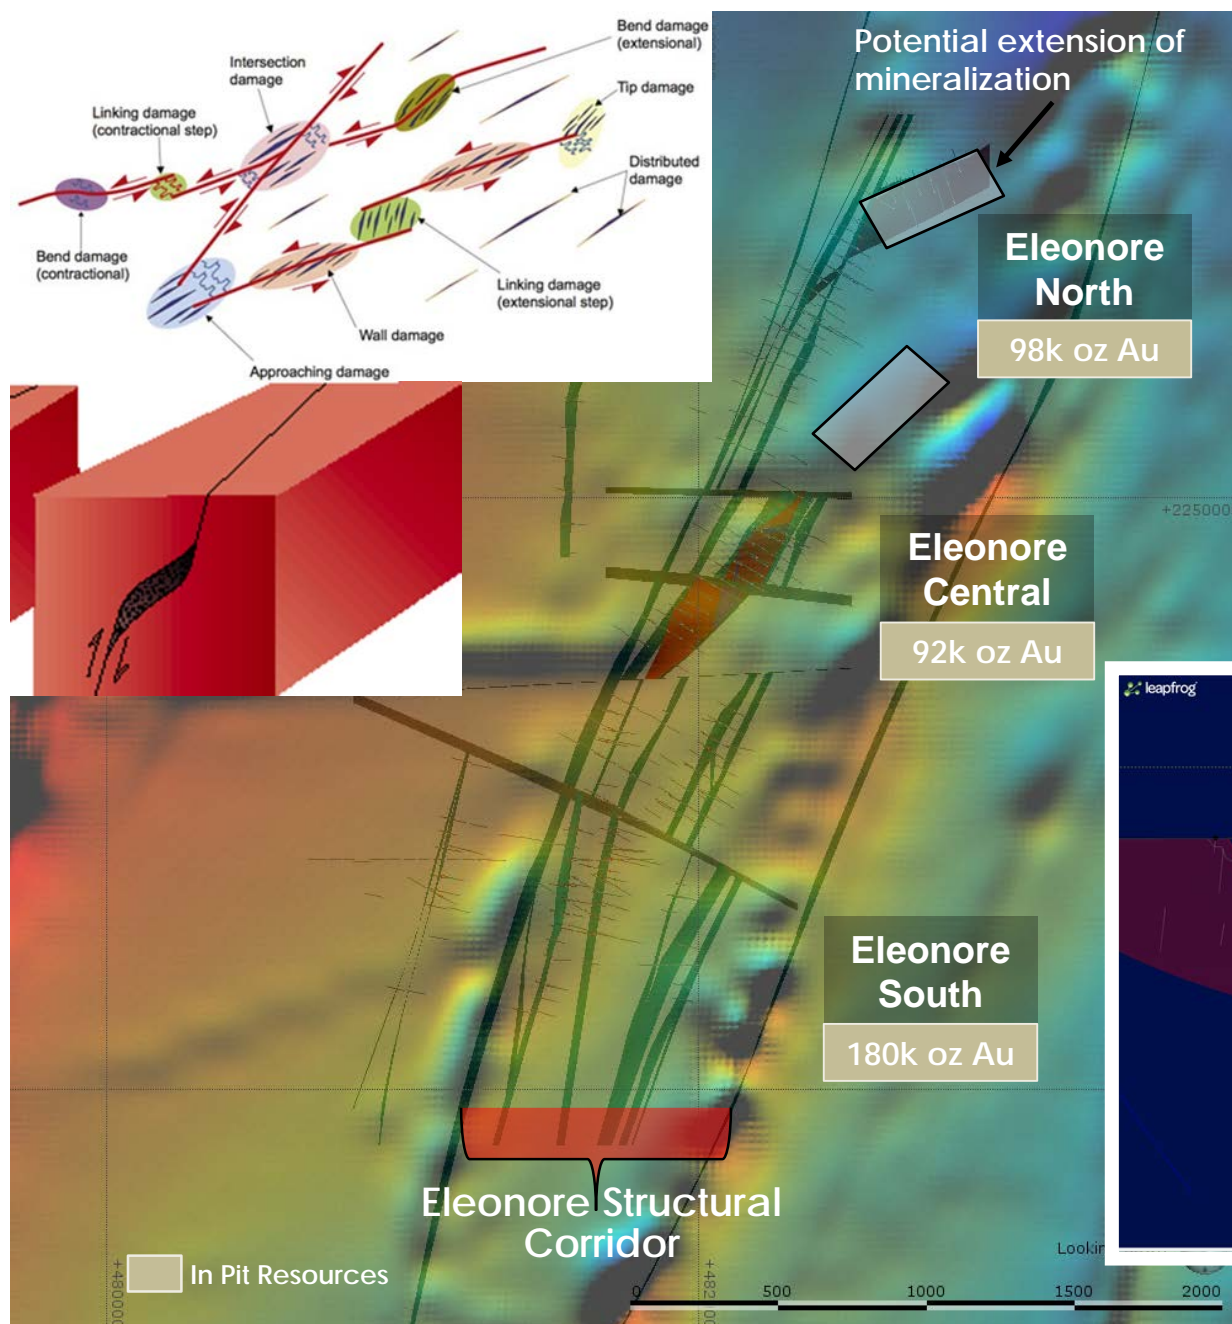 Bend damage
(extensional)
Intersection
damage
Tip damage
Linking damage
(contractional step)
Distributed
damage
Bend damage
(contractional)
Linking damage
(extensional step)
Wall damage
Approaching damage
Potential extension of
mineralization
Eleonore
North
98k oz Au
+225000
Eleonore
Central
92k oz Au
leapfrog
Eleonore
South
180k oz Au
Eleonore Structural
Corridor
In Pit Resources
+480000
0
500
1000
1500
2000